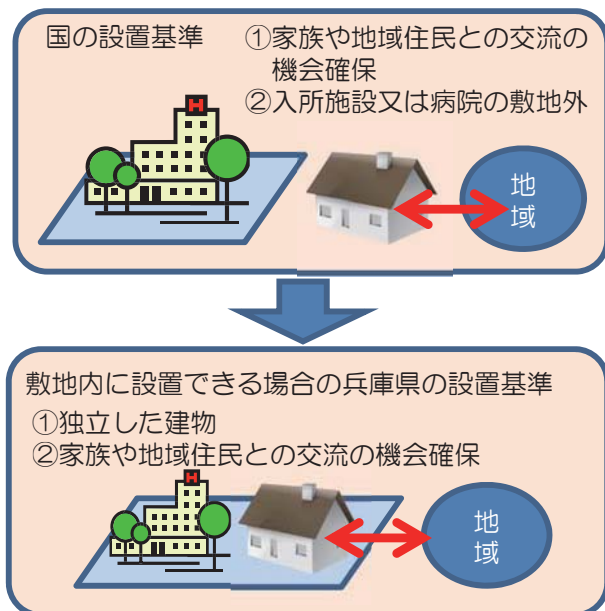 国の設置基準
①家族や地域住民との交流の
機会確保
②入所施設又は病院の敷地外
H
地
域
敷地内に設置できる場合の兵庫県の設置基準
①独立した建物
②家族や地域住民との交流の機会確保
H
地
域